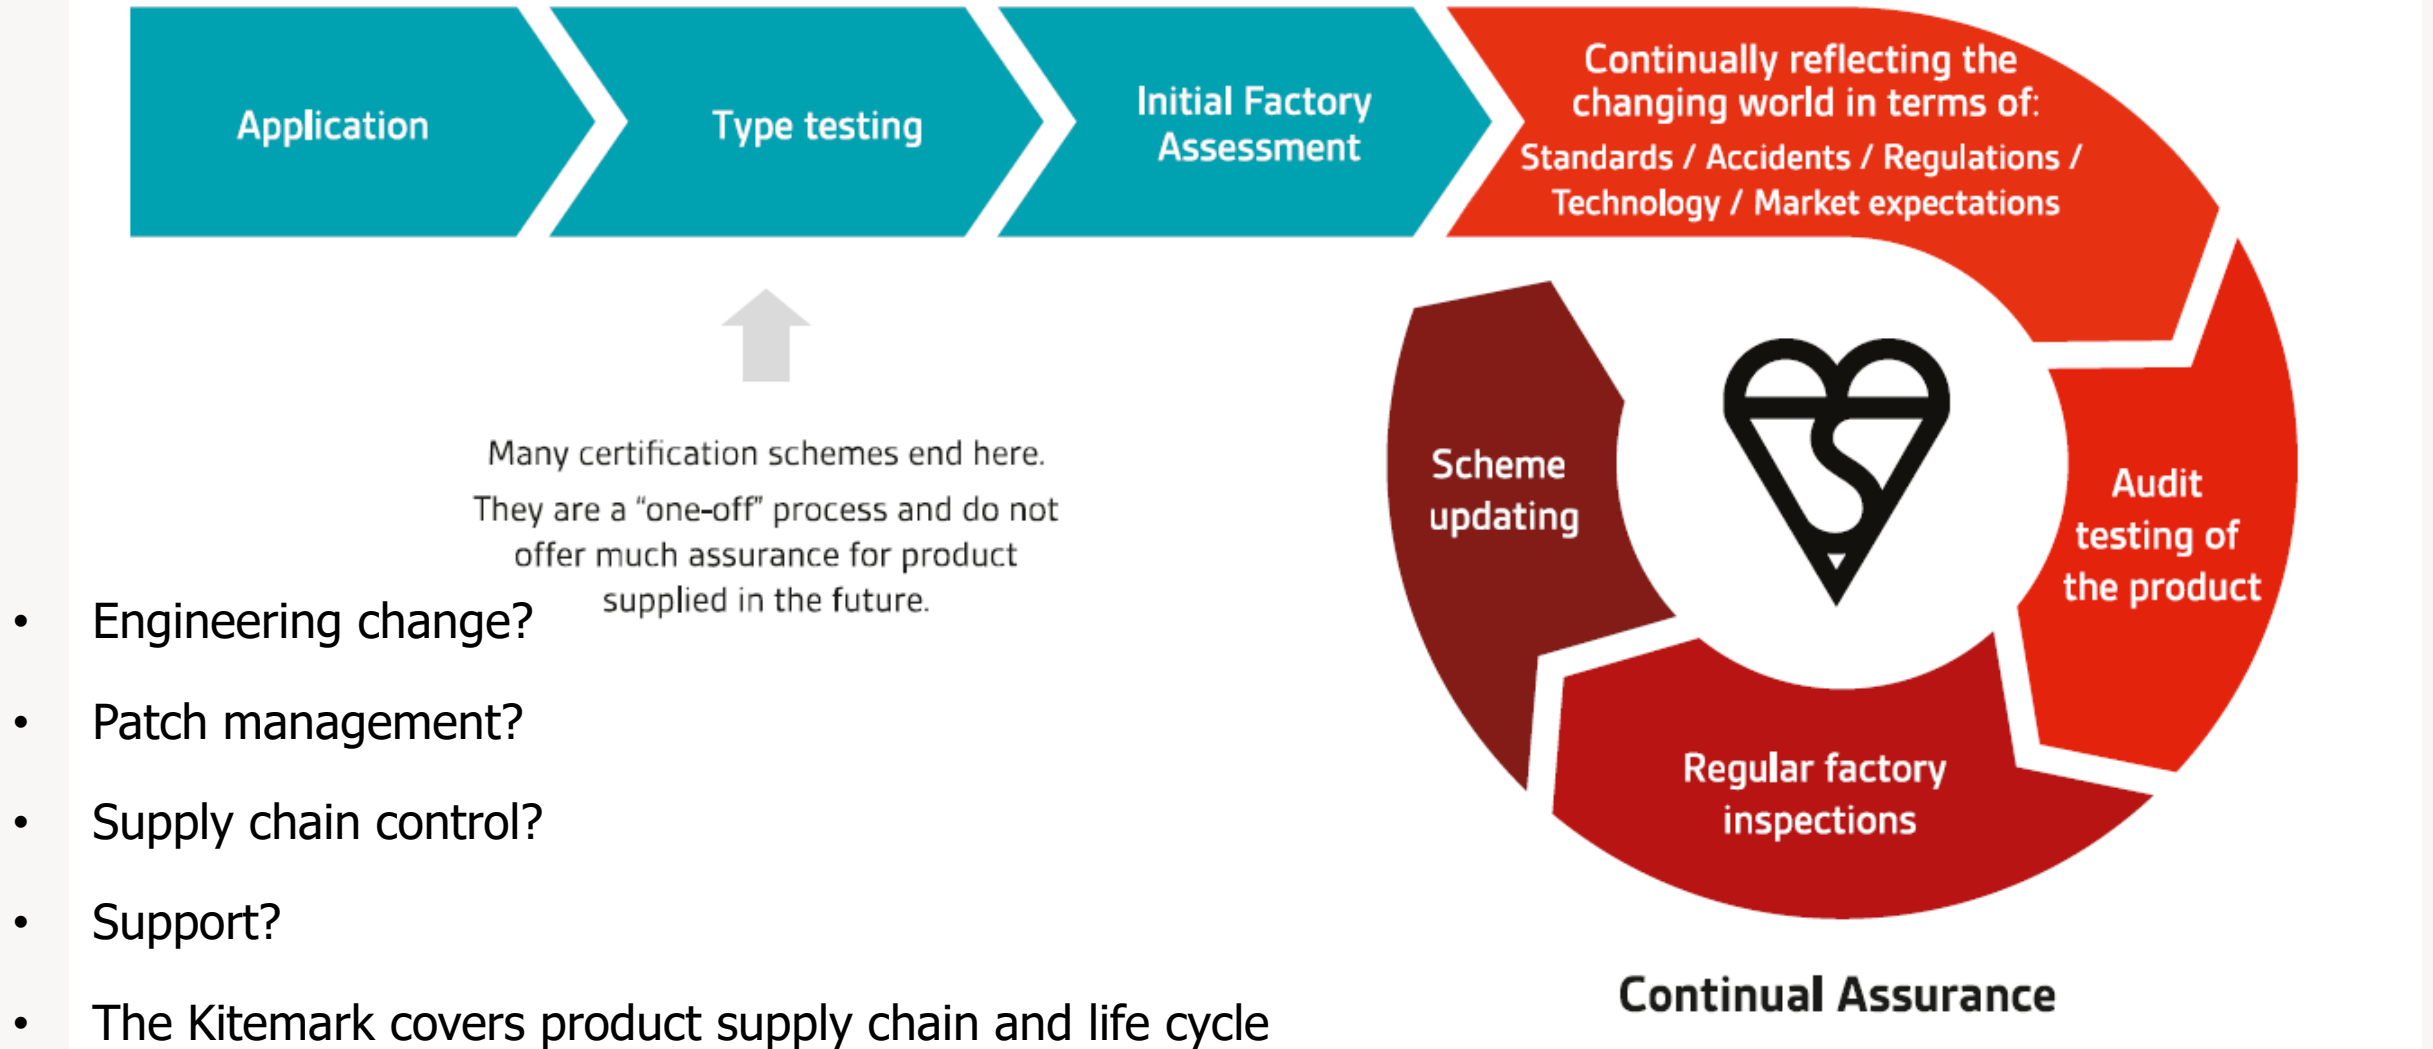 Application
Type testing
Initial Factory
Assessment
Continually reflecting the
changing world in terms of:
Standards / Accidents / Regulations /
Technology / Market expectations
Many certification schemes end here.
They are a “one-off” process and do not
offer much assurance for product
supplied in the future.
• Engineering change?
• Patch management?
• Supply chain control?
• Support?
• The Kitemark covers product supply chain and life cycle
Audit
testing of
the product
Regular factory
inspections
Scheme
updating
Continual Assurance